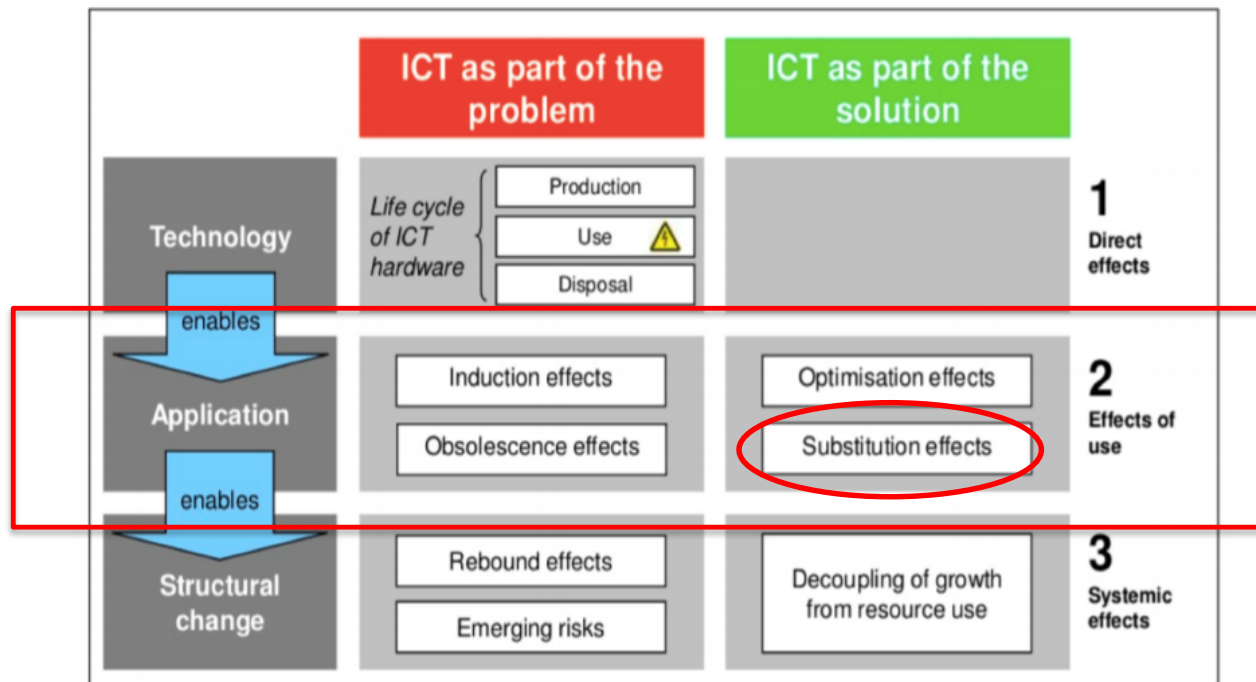 ICT as part of the
problem
ICT as part of the
solution
Technology
Life cycle
of ICT
hardware
Production
Use
Disposal
1
Direct
effects
enables
Application
Induction effects
Obsolescence effects
Optimisation effects
Substitution effects
2
Effects of
use
enables
Structural
change
Rebound effects
Emerging risks
Decoupling of growth
from resource use
3
Systemic
effects